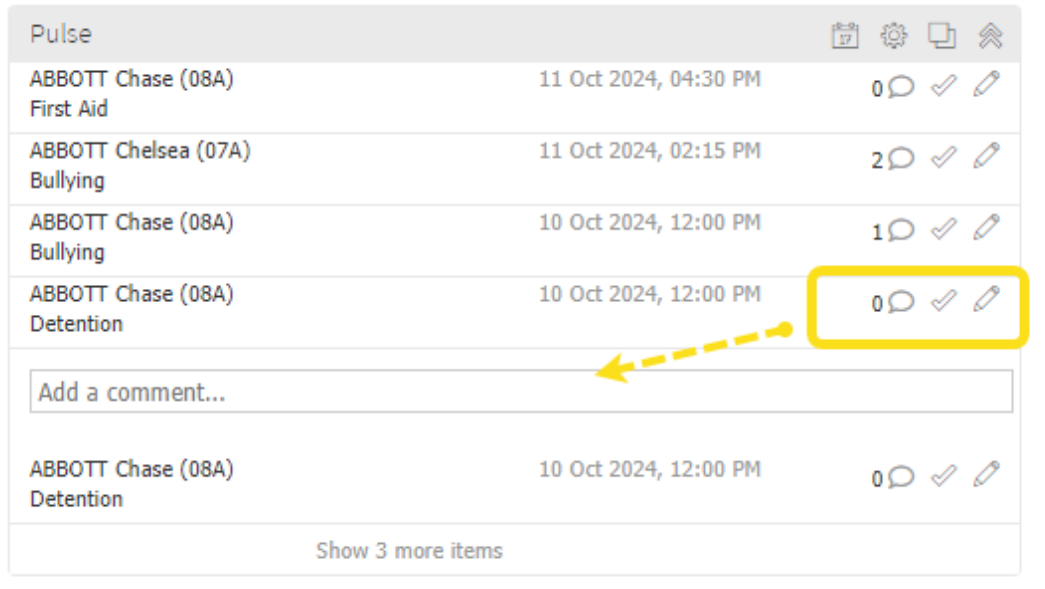 Pulse
17
ABBOTT Chase (08A) 11 Oct 2024, 04:30 PM 0
First Aid
ABBOTT Chelsea (07A) 11 Oct 2024, 02:15 PM 2
Bullying
ABBOTT Chase (08A) 10 Oct 2024, 12:00 PM 1
Bullying
ABBOTT Chase (08A) 10 Oct 2024, 12:00 PM 0
Detention
Add a comment...
ABBOTT Chase (08A) 10 Oct 2024, 12:00 PM 0
Detention
Show 3 more items